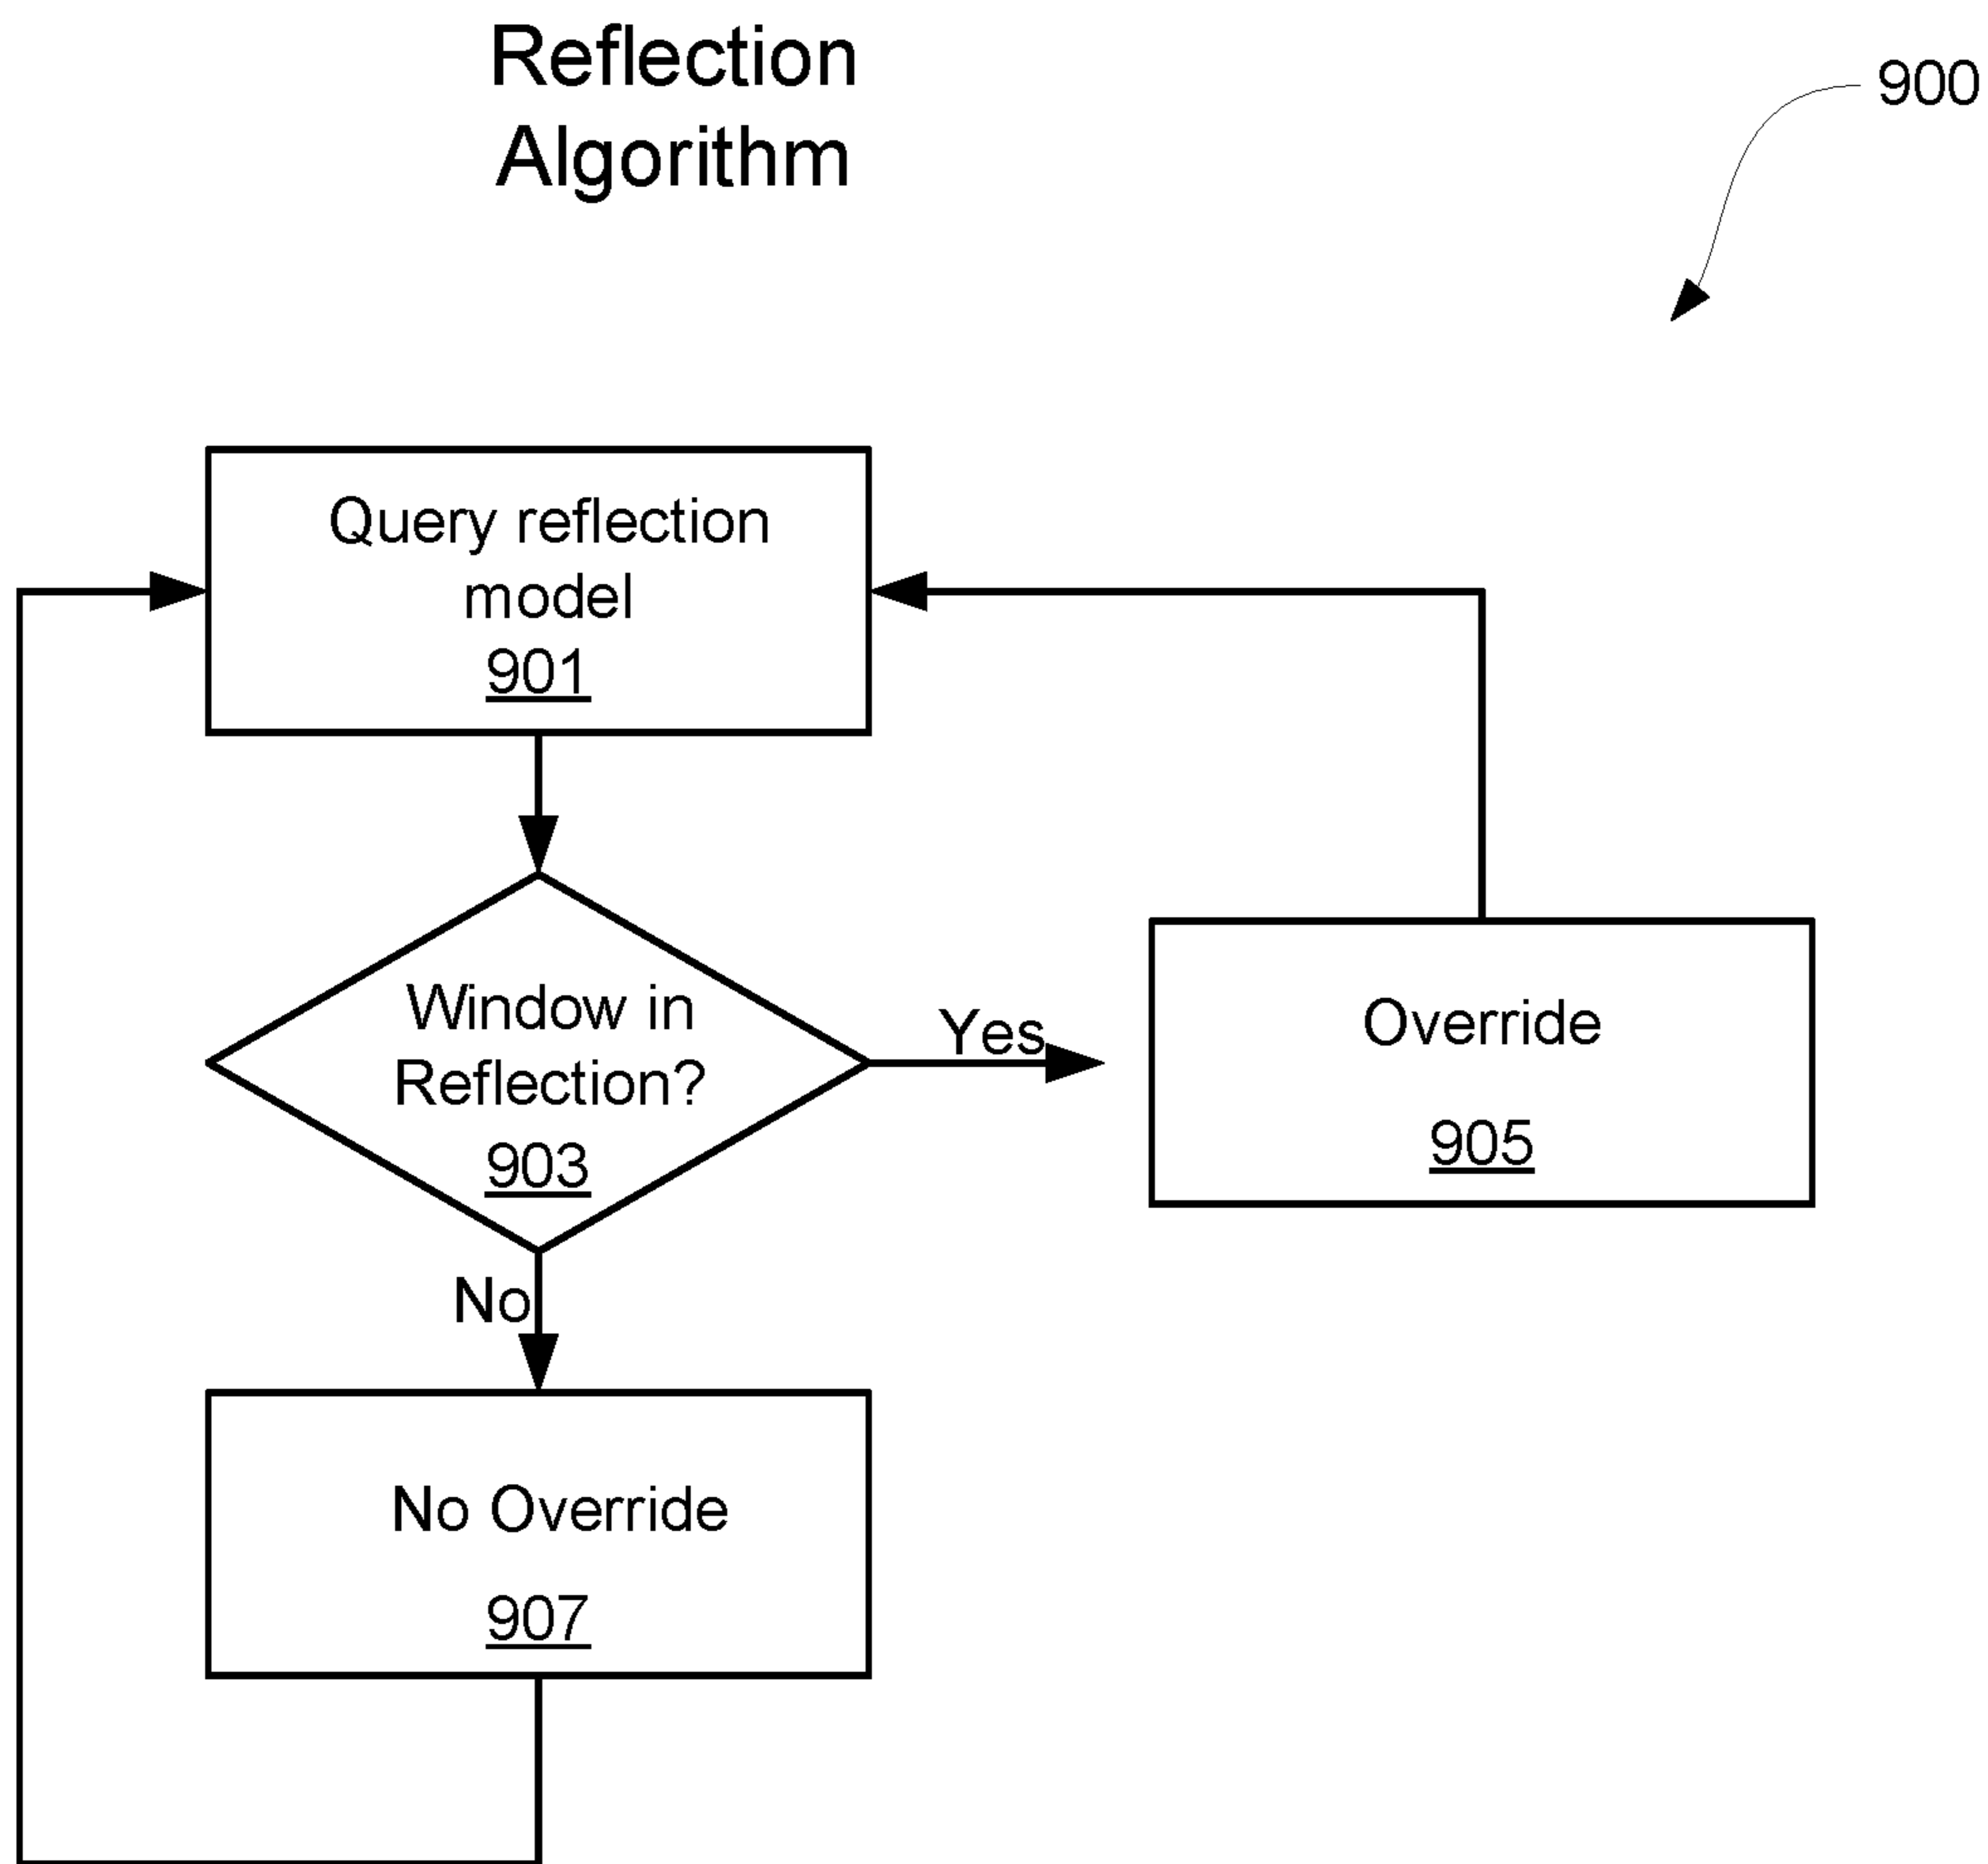 Reflection
Algorithm
900
Query reflection
model
901
Window in
Reflection?
903
Yes
Override
905
No
No Override
907